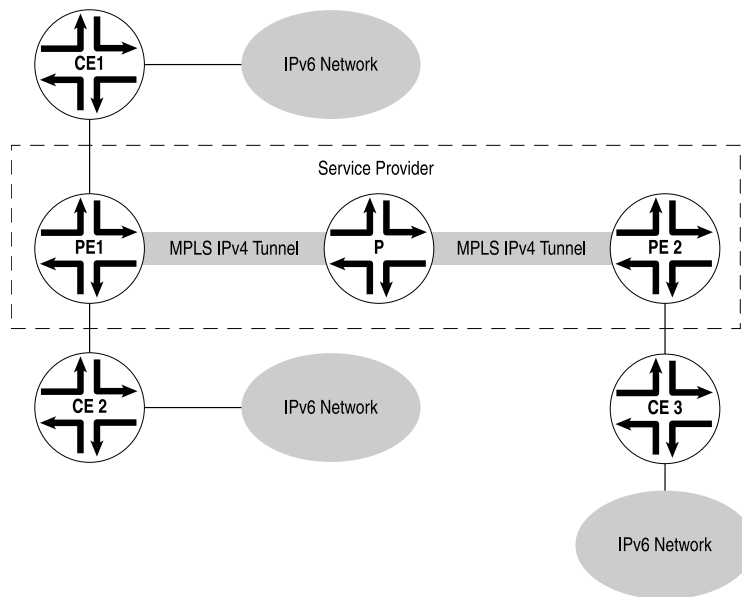 CE1
IPv6 Network
Service Provider
PE1
MPLS IPv4 Tunnel
P
MPLS IPv4 Tunnel
PE 2
CE 2
IPv6 Network
CE 3
IPv6 Network